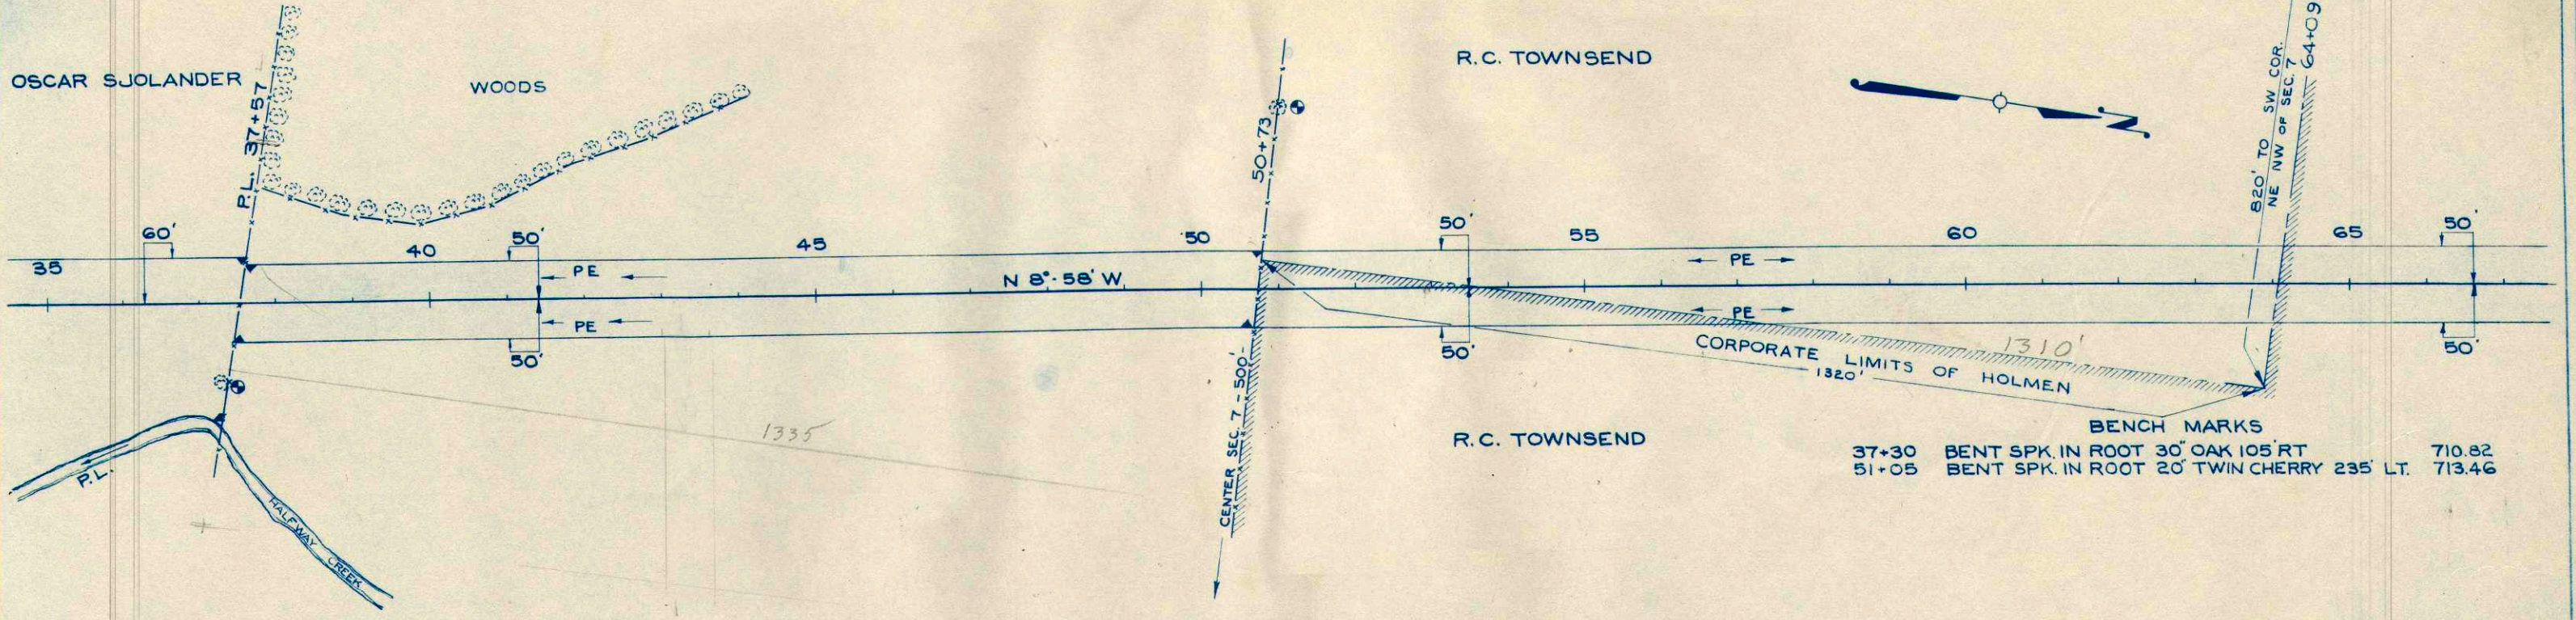 OSCAR SJOLANDER
WOODS
R.C. TOWNSEND
P.L. 37+57
50+73
820' TO SW COR.
NE NW OF SEC. 7
64+09
N
60'
35
40
50'
45
50
50'
55
60
65
50'
PE
N 8°-58' W
PE
PE
PE
50'
50'
50'
CORPORATE LIMITS OF HOLMEN
1310'
1320'
CENTER SEC. 7 - 500'
1335
R.C. TOWNSEND
P.L.
HALFWAY CREEK
BENCH MARKS
37+30 BENT SPK. IN ROOT 30" OAK 105' RT 710.82
51+05 BENT SPK. IN ROOT 20" TWIN CHERRY 235' LT. 713.46